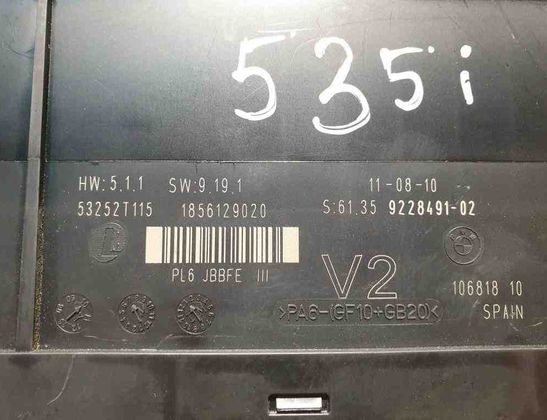 535i
HW:5.1.1 SW:9.19.1 11-08-10
53252T115 1856129020 S:61.35 9228491-02
PL6 JBBFE III
V2
106818 10
>PA6-(GF10+GB20)<
SPAIN